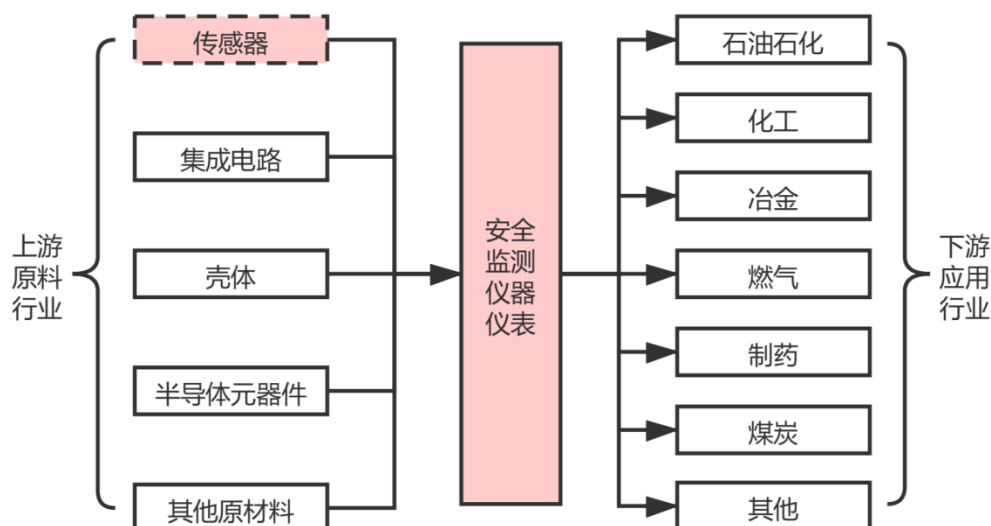 上游
原料
行业
传感器
集成电路
壳体
半导体元器件
其他原材料
安全
监测
仪器
仪表
石油石化
化工
冶金
燃气
制药
煤炭
其他
下游
应用
行业